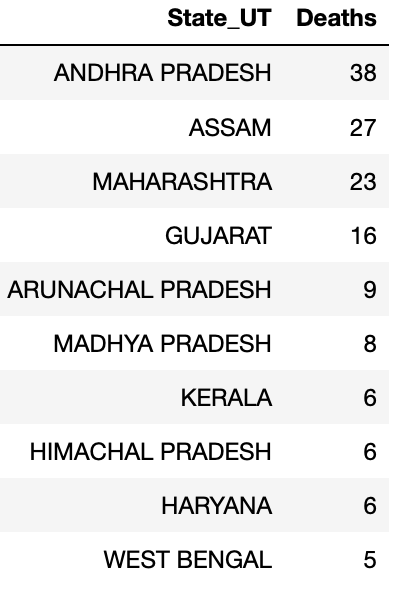 State_UT Deaths
ANDHRA PRADESH 38
ASSAM 27
MAHARASHTRA 23
GUJARAT 16
ARUNACHAL PRADESH 9
MADHYA PRADESH 8
KERALA 6
HIMACHAL PRADESH 6
HARYANA 6
WEST BENGAL 5